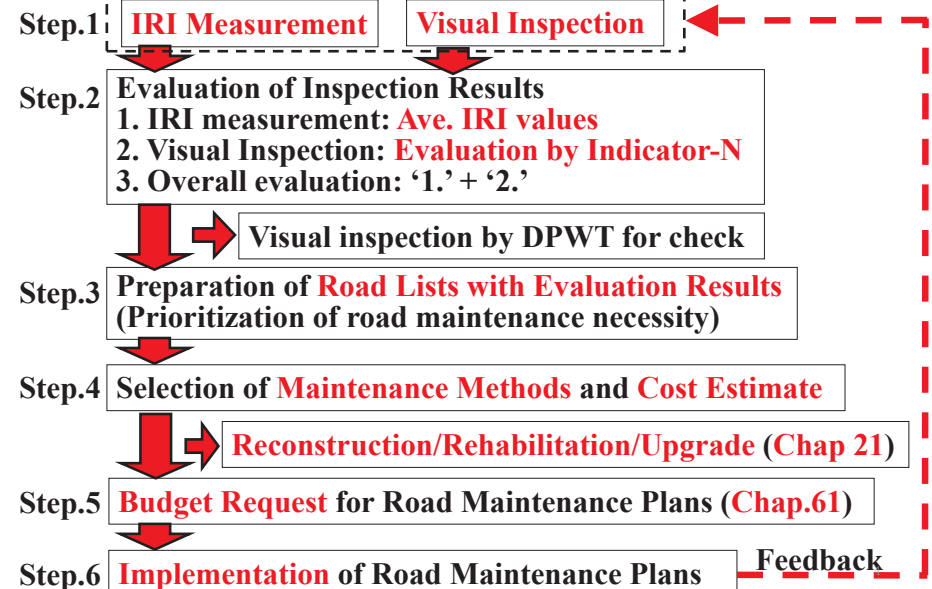 Step.1 IRI Measurement Visual Inspection
Step.2 Evaluation of Inspection Results
1. IRI measurement: Ave. IRI values
2. Visual Inspection: Evaluation by Indicator-N
3. Overall evaluation: ‘1.’ + ‘2.’
Visual inspection by DPWT for check
Step.3 Preparation of Road Lists with Evaluation Results
(Prioritization of road maintenance necessity)
Step.4 Selection of Maintenance Methods and Cost Estimate
Reconstruction/Rehabilitation/Upgrade (Chap 21)
Step.5 Budget Request for Road Maintenance Plans (Chap.61)
Step.6 Implementation of Road Maintenance Plans Feedback